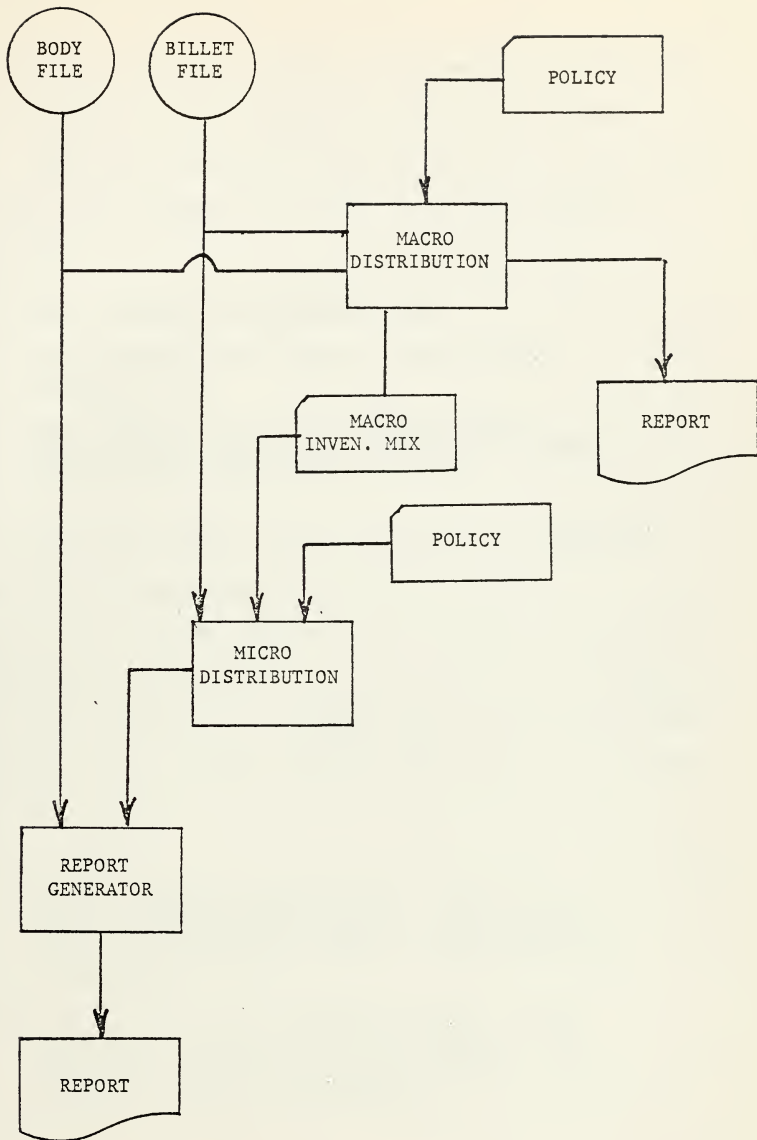 BODY
FILE
BILLET
FILE
POLICY
MACRO
DISTRIBUTION
REPORT
MACRO
INVEN. MIX
POLICY
MICRO
DISTRIBUTION
REPORT
GENERATOR
REPORT